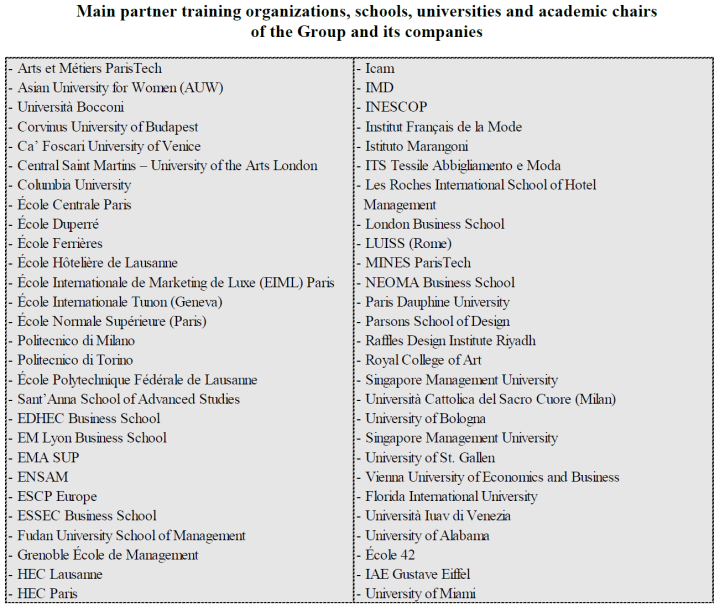 Main partner training organizations, schools, universities and academic chairs
of the Group and its companies
- Arts et Métiers ParisTech
- Asian University for Women (AUW)
- Università Bocconi
- Corvinus University of Budapest
- Ca’ Foscari University of Venice
- Central Saint Martins – University of the Arts London
- Columbia University
- École Centrale Paris
- École Duperré
- École Ferrières
- École Hôtelière de Lausanne
- École Internationale de Marketing de Luxe (EIML) Paris
- École Internationale Tunon (Geneva)
- École Normale Supérieure (Paris)
- Politecnico di Milano
- Politecnico di Torino
- École Polytechnique Fédérale de Lausanne
- Sant’Anna School of Advanced Studies
- EDHEC Business School
- EM Lyon Business School
- EMA SUP
- ENSAM
- ESCP Europe
- ESSEC Business School
- Fudan University School of Management
- Grenoble École de Management
- HEC Lausanne
- HEC Paris
- Icam
- IMD
- INESCOP
- Institut Français de la Mode
- Istituto Marangoni
- ITS Tessile Abbigliamento e Moda
- Les Roches International School of Hotel
Management
- London Business School
- LUISS (Rome)
- MINES ParisTech
- NEOMA Business School
- Paris Dauphine University
- Parsons School of Design
- Raffles Design Institute Riyadh
- Royal College of Art
- Singapore Management University
- Università Cattolica del Sacro Cuore (Milan)
- University of Bologna
- Singapore Management University
- University of St. Gallen
- Vienna University of Economics and Business
- Florida International University
- Università Iuav di Venezia
- University of Alabama
- École 42
- IAE Gustave Eiffel
- University of Miami